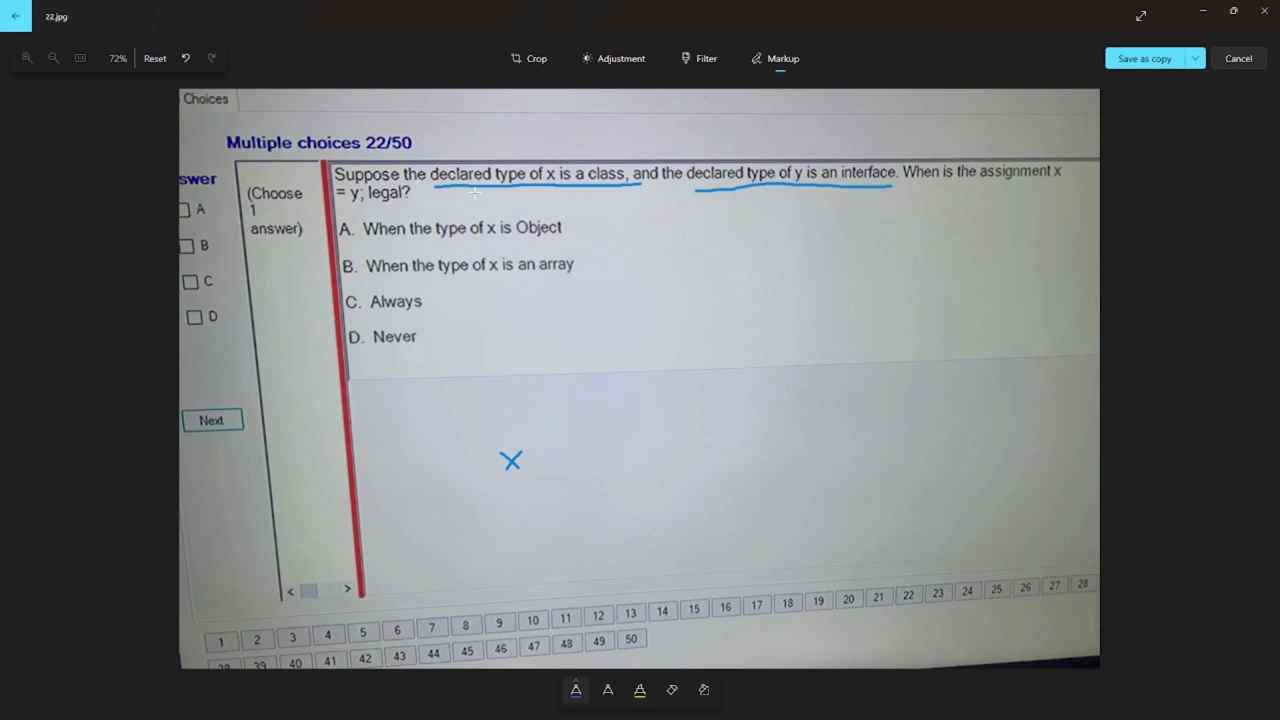 22.jpg
72% Reset Crop Adjustment Filter Markup Save as copy Cancel
Choices
Multiple choices 22/50
swer
A
B
C
D
(Choose
1
answer)
Suppose the declared type of x is a class, and the declared type of y is an interface. When is the assignment x
= y; legal?
A. When the type of x is Object
B. When the type of x is an array
C. Always
D. Never
Next
X
< >
1 2 3 4 5 6 7 8 9 10 11 12 13 14 15 16 17 18 19 20 21 22 23 24 25 26 27 28
39 40 41 42 43 44 45 46 47 48 49 50